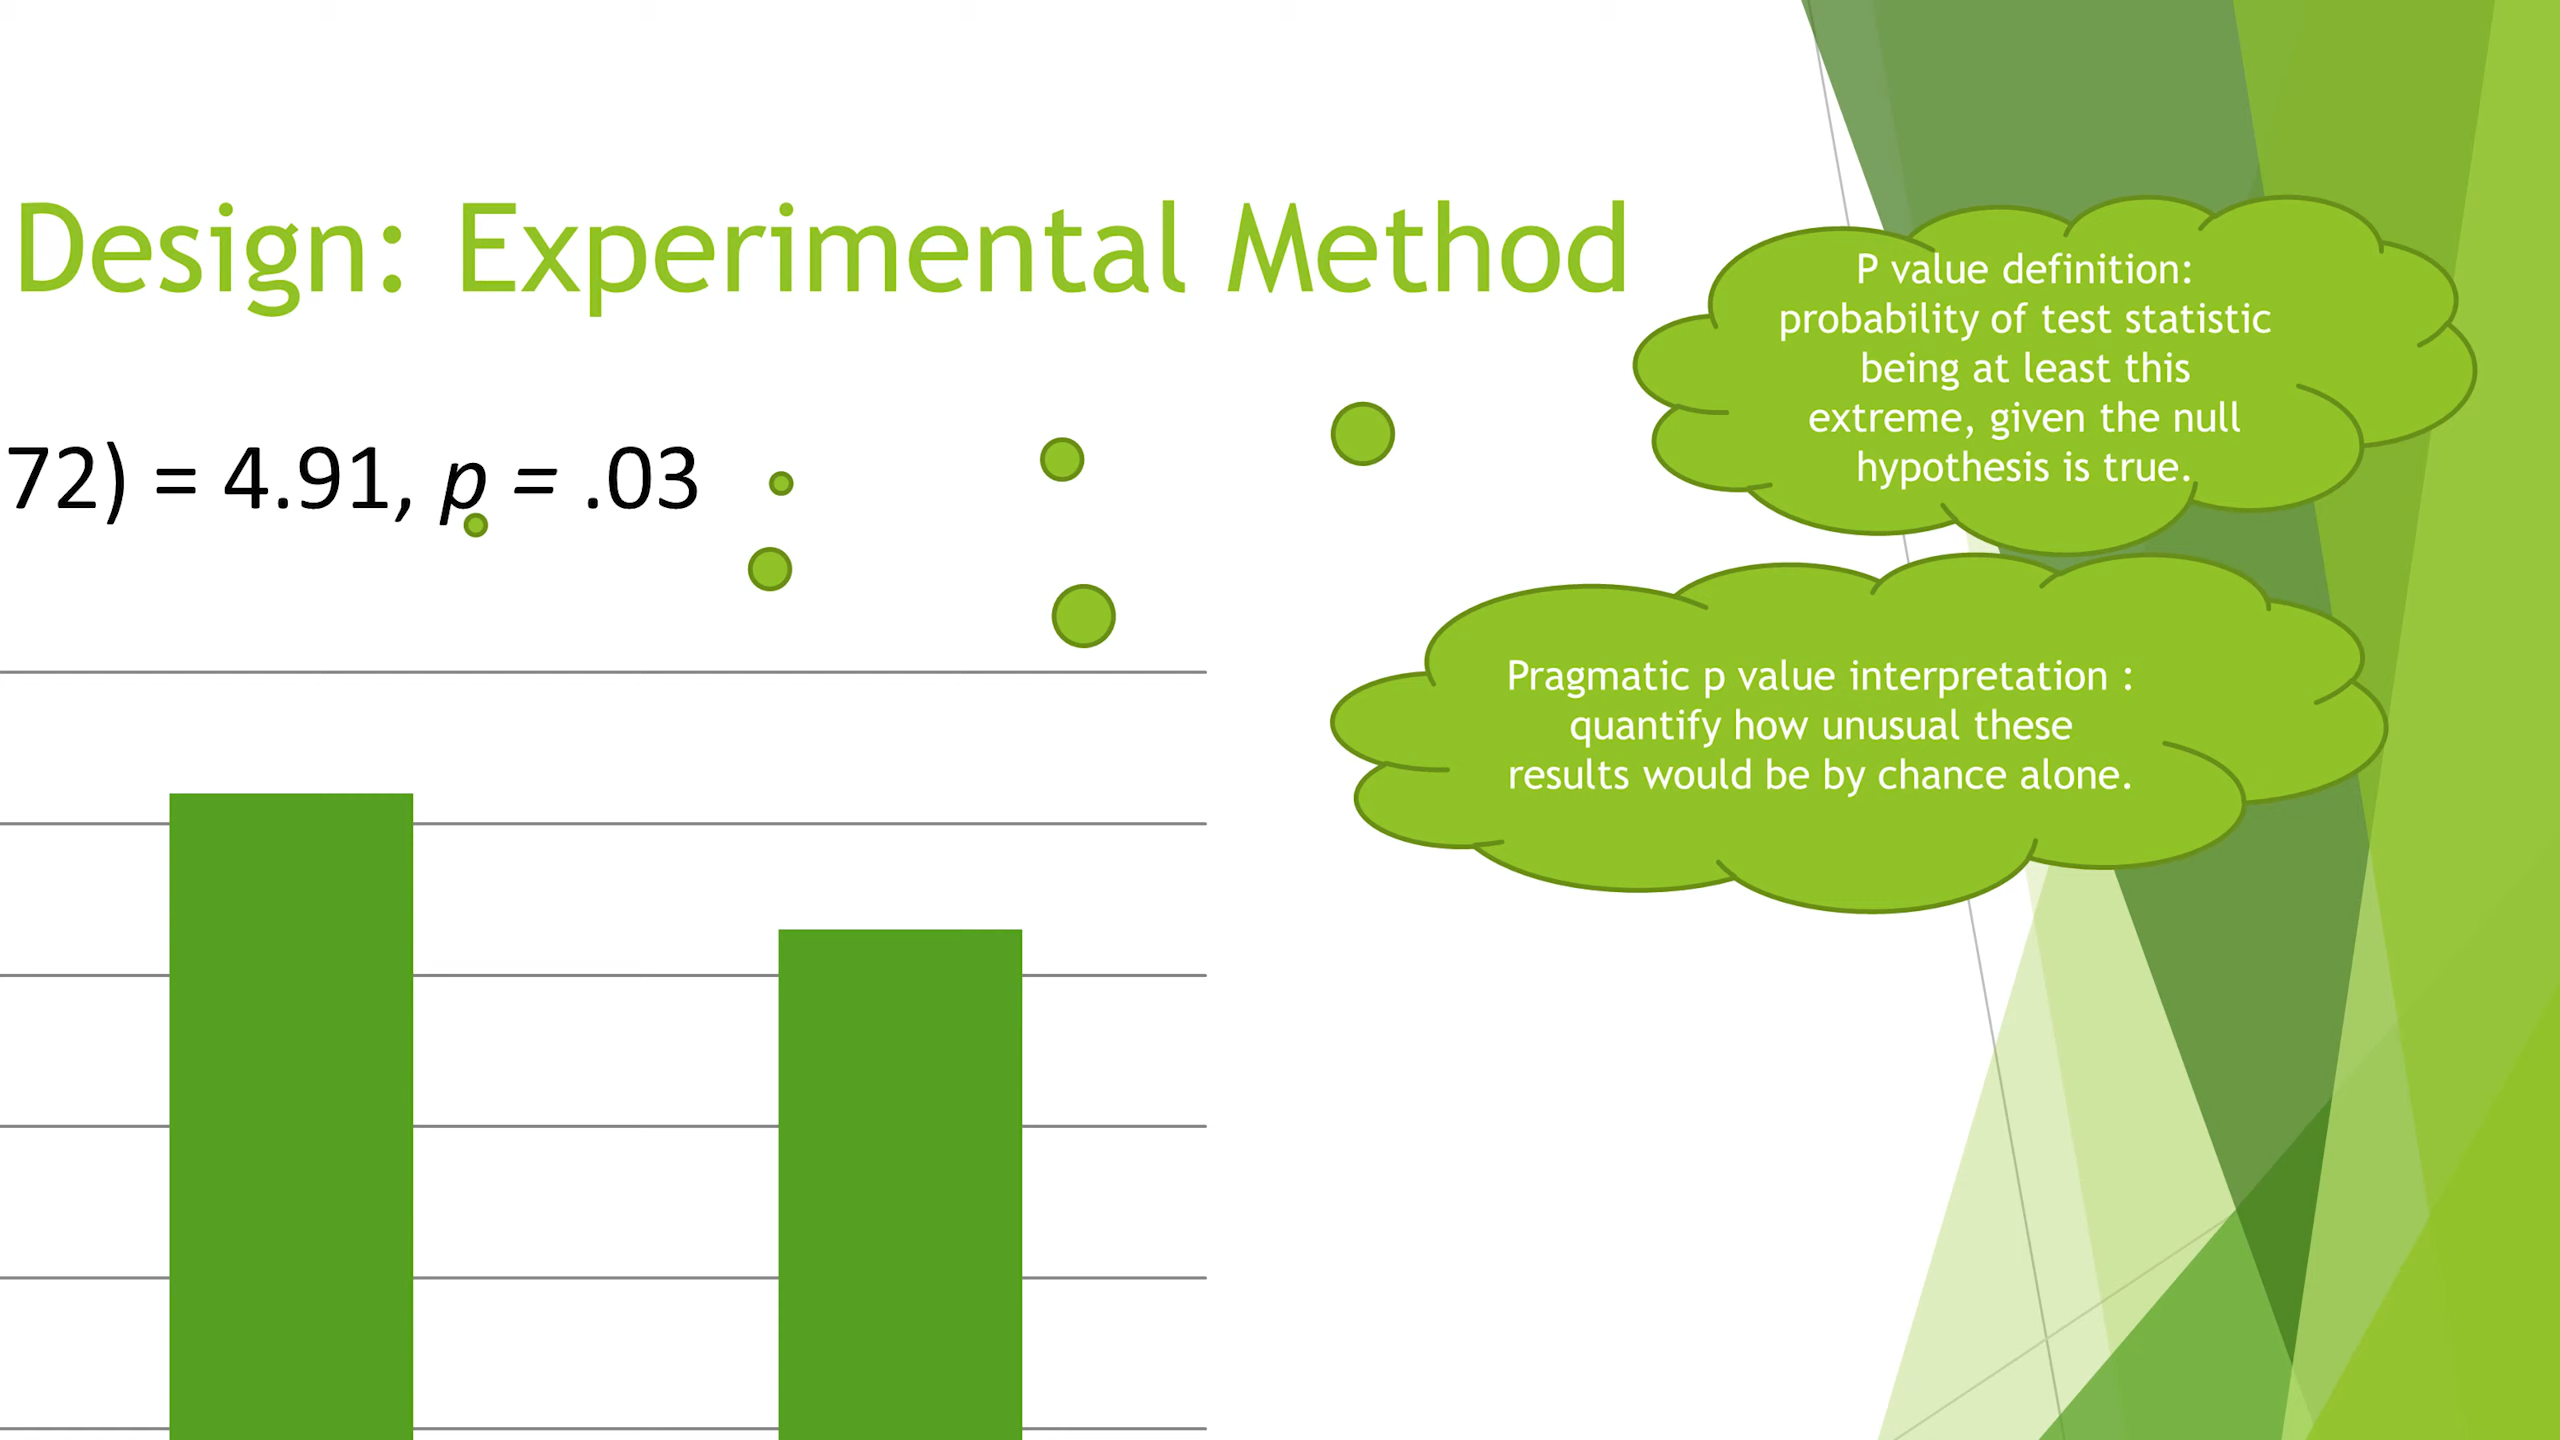 Design: Experimental Method
72) = 4.91, p = .03
P value definition:
probability of test statistic
being at least this
extreme, given the null
hypothesis is true.
Pragmatic p value interpretation :
quantify how unusual these
results would be by chance alone.